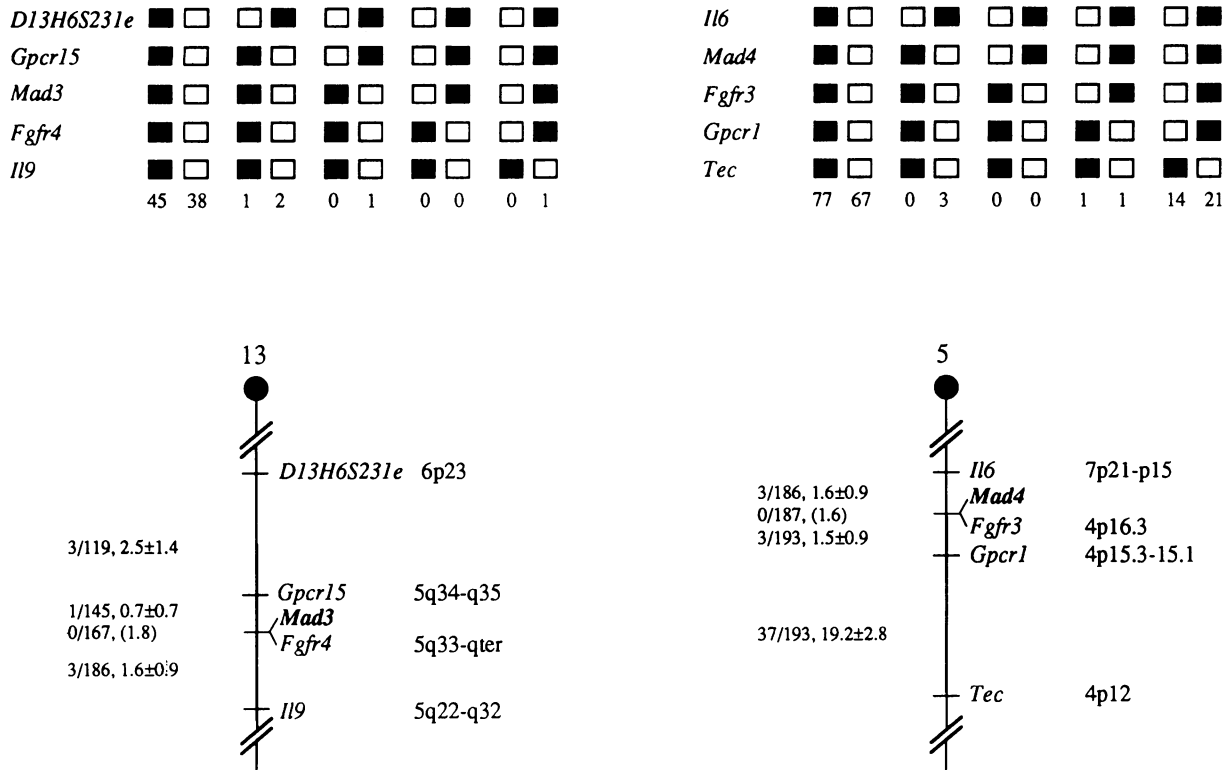 D13H6S231e
Gpcr15
Mad3
Fgfr4
Il9
45 38 1 2 0 1 0 0 0 1
Il6
Mad4
Fgfr3
Gpcr1
Tec
77 67 0 3 0 0 1 1 14 21
13
D13H6S231e 6p23
3/119, 2.5±1.4
Gpcr15 5q34-q35
1/145, 0.7±0.7
Mad3
0/167, (1.8)
Fgfr4 5q33-qter
3/186, 1.6±0.9
Il9 5q22-q32
5
Il6 7p21-p15
3/186, 1.6±0.9
Mad4
0/187, (1.6)
Fgfr3 4p16.3
3/193, 1.5±0.9
Gpcr1 4p15.3-15.1
37/193, 19.2±2.8
Tec 4p12